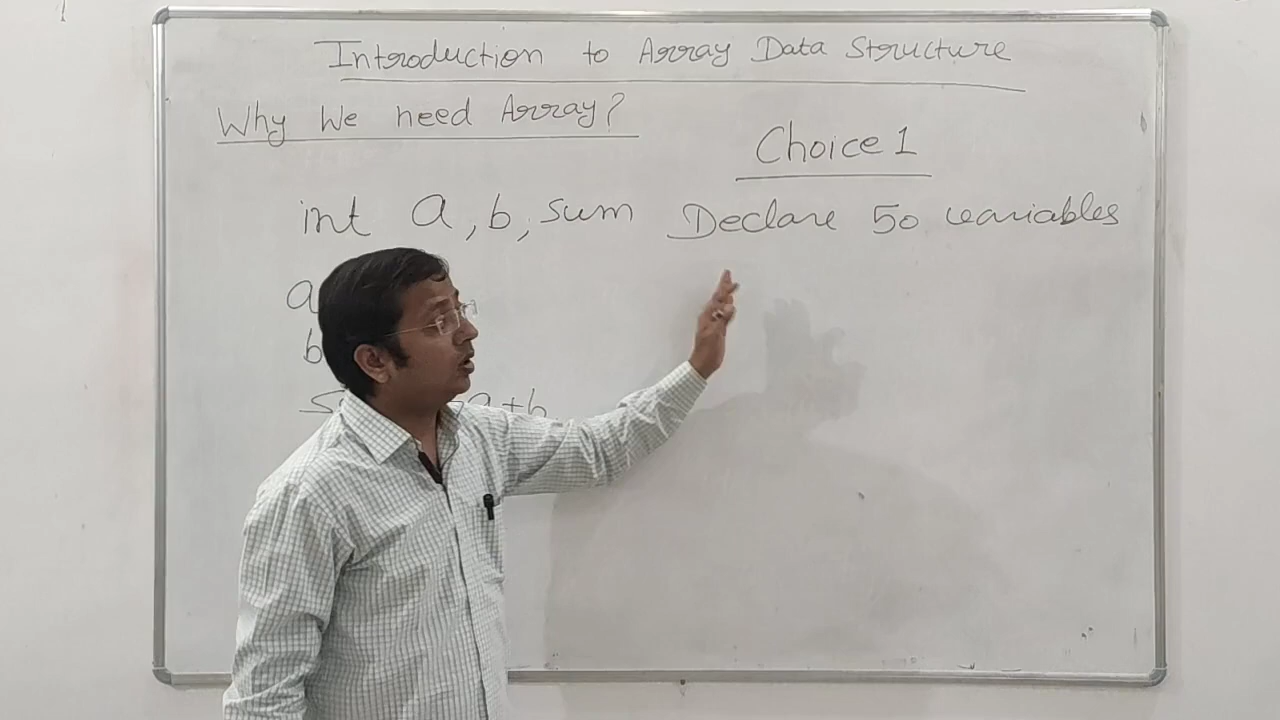 Introduction to Array Data Structure
Why We need Array?
Choice 1
int a, b, sum
Declare 50 variables
a
b
S a+b